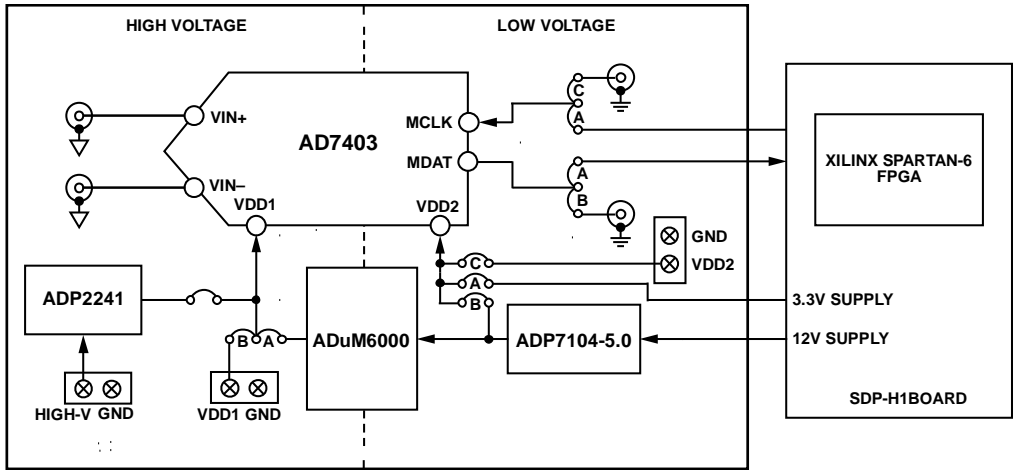 HIGH VOLTAGE
LOW VOLTAGE
VIN+
VIN–
AD7403
MCLK
MDAT
VDD1
VDD2
C
A
A
B
XILINX SPARTAN-6
FPGA
GND
VDD2
C
A
B
ADP2241
B
A
ADuM6000
ADP7104-5.0
3.3V SUPPLY
12V SUPPLY
HIGH-V GND
VDD1 GND
SDP-H1BOARD